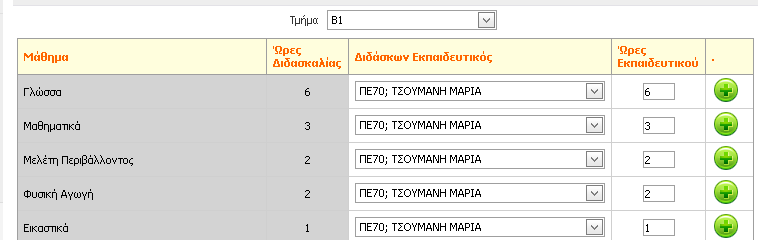 Τμήμα Β1
Μάθημα Ώρες Διδασκαλίας Διδάσκων Εκπαιδευτικός Ώρες Εκπαιδευτικού .
Γλώσσα 6 ΠΕ70; ΤΣΟΥΜΑΝΗ ΜΑΡΙΑ 6
Μαθηματικά 3 ΠΕ70; ΤΣΟΥΜΑΝΗ ΜΑΡΙΑ 3
Μελέτη Περιβάλλοντος 2 ΠΕ70; ΤΣΟΥΜΑΝΗ ΜΑΡΙΑ 2
Φυσική Αγωγή 2 ΠΕ70; ΤΣΟΥΜΑΝΗ ΜΑΡΙΑ 2
Εικαστικά 1 ΠΕ70; ΤΣΟΥΜΑΝΗ ΜΑΡΙΑ 1